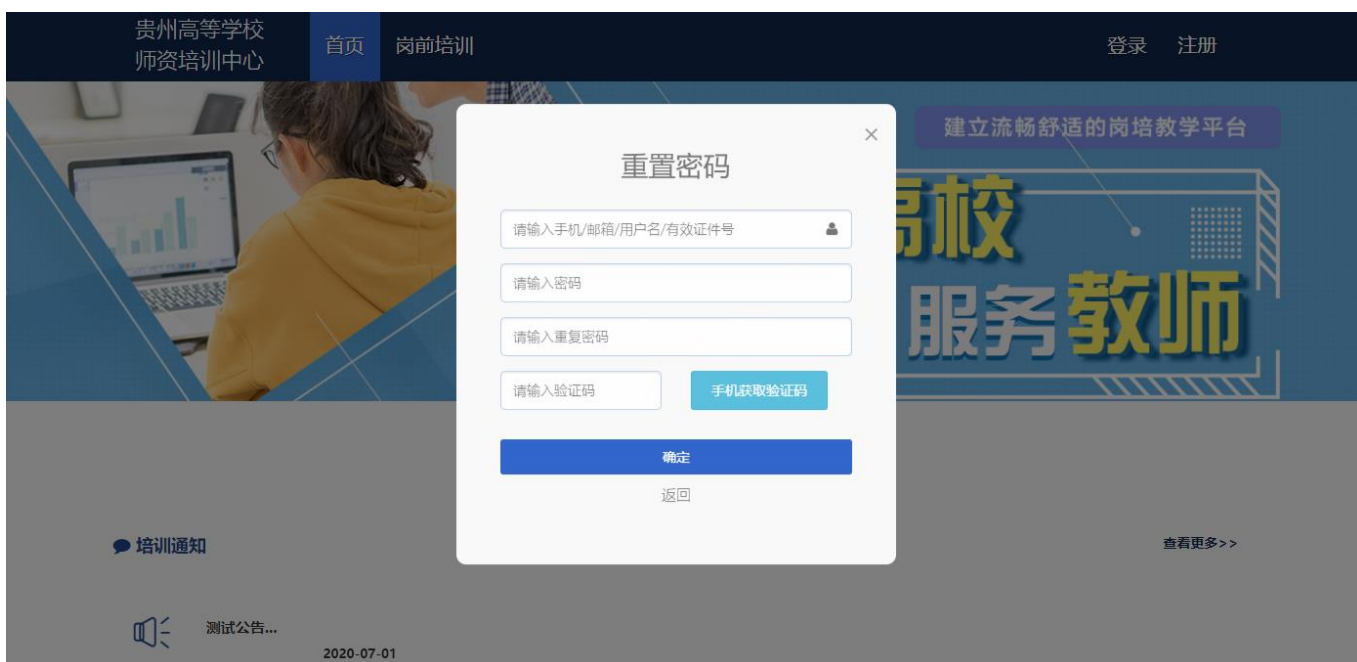 贵州高等学校
师资培训中心
首页
岗前培训
登录
注册
建立流畅舒适的岗培教学平台
高校
服务教师
重置密码
请输入手机/邮箱/用户名/有效证件号
请输入密码
请输入重复密码
请输入验证码
手机获取验证码
确定
返回
培训通知
查看更多>>
测试公告...
2020-07-01